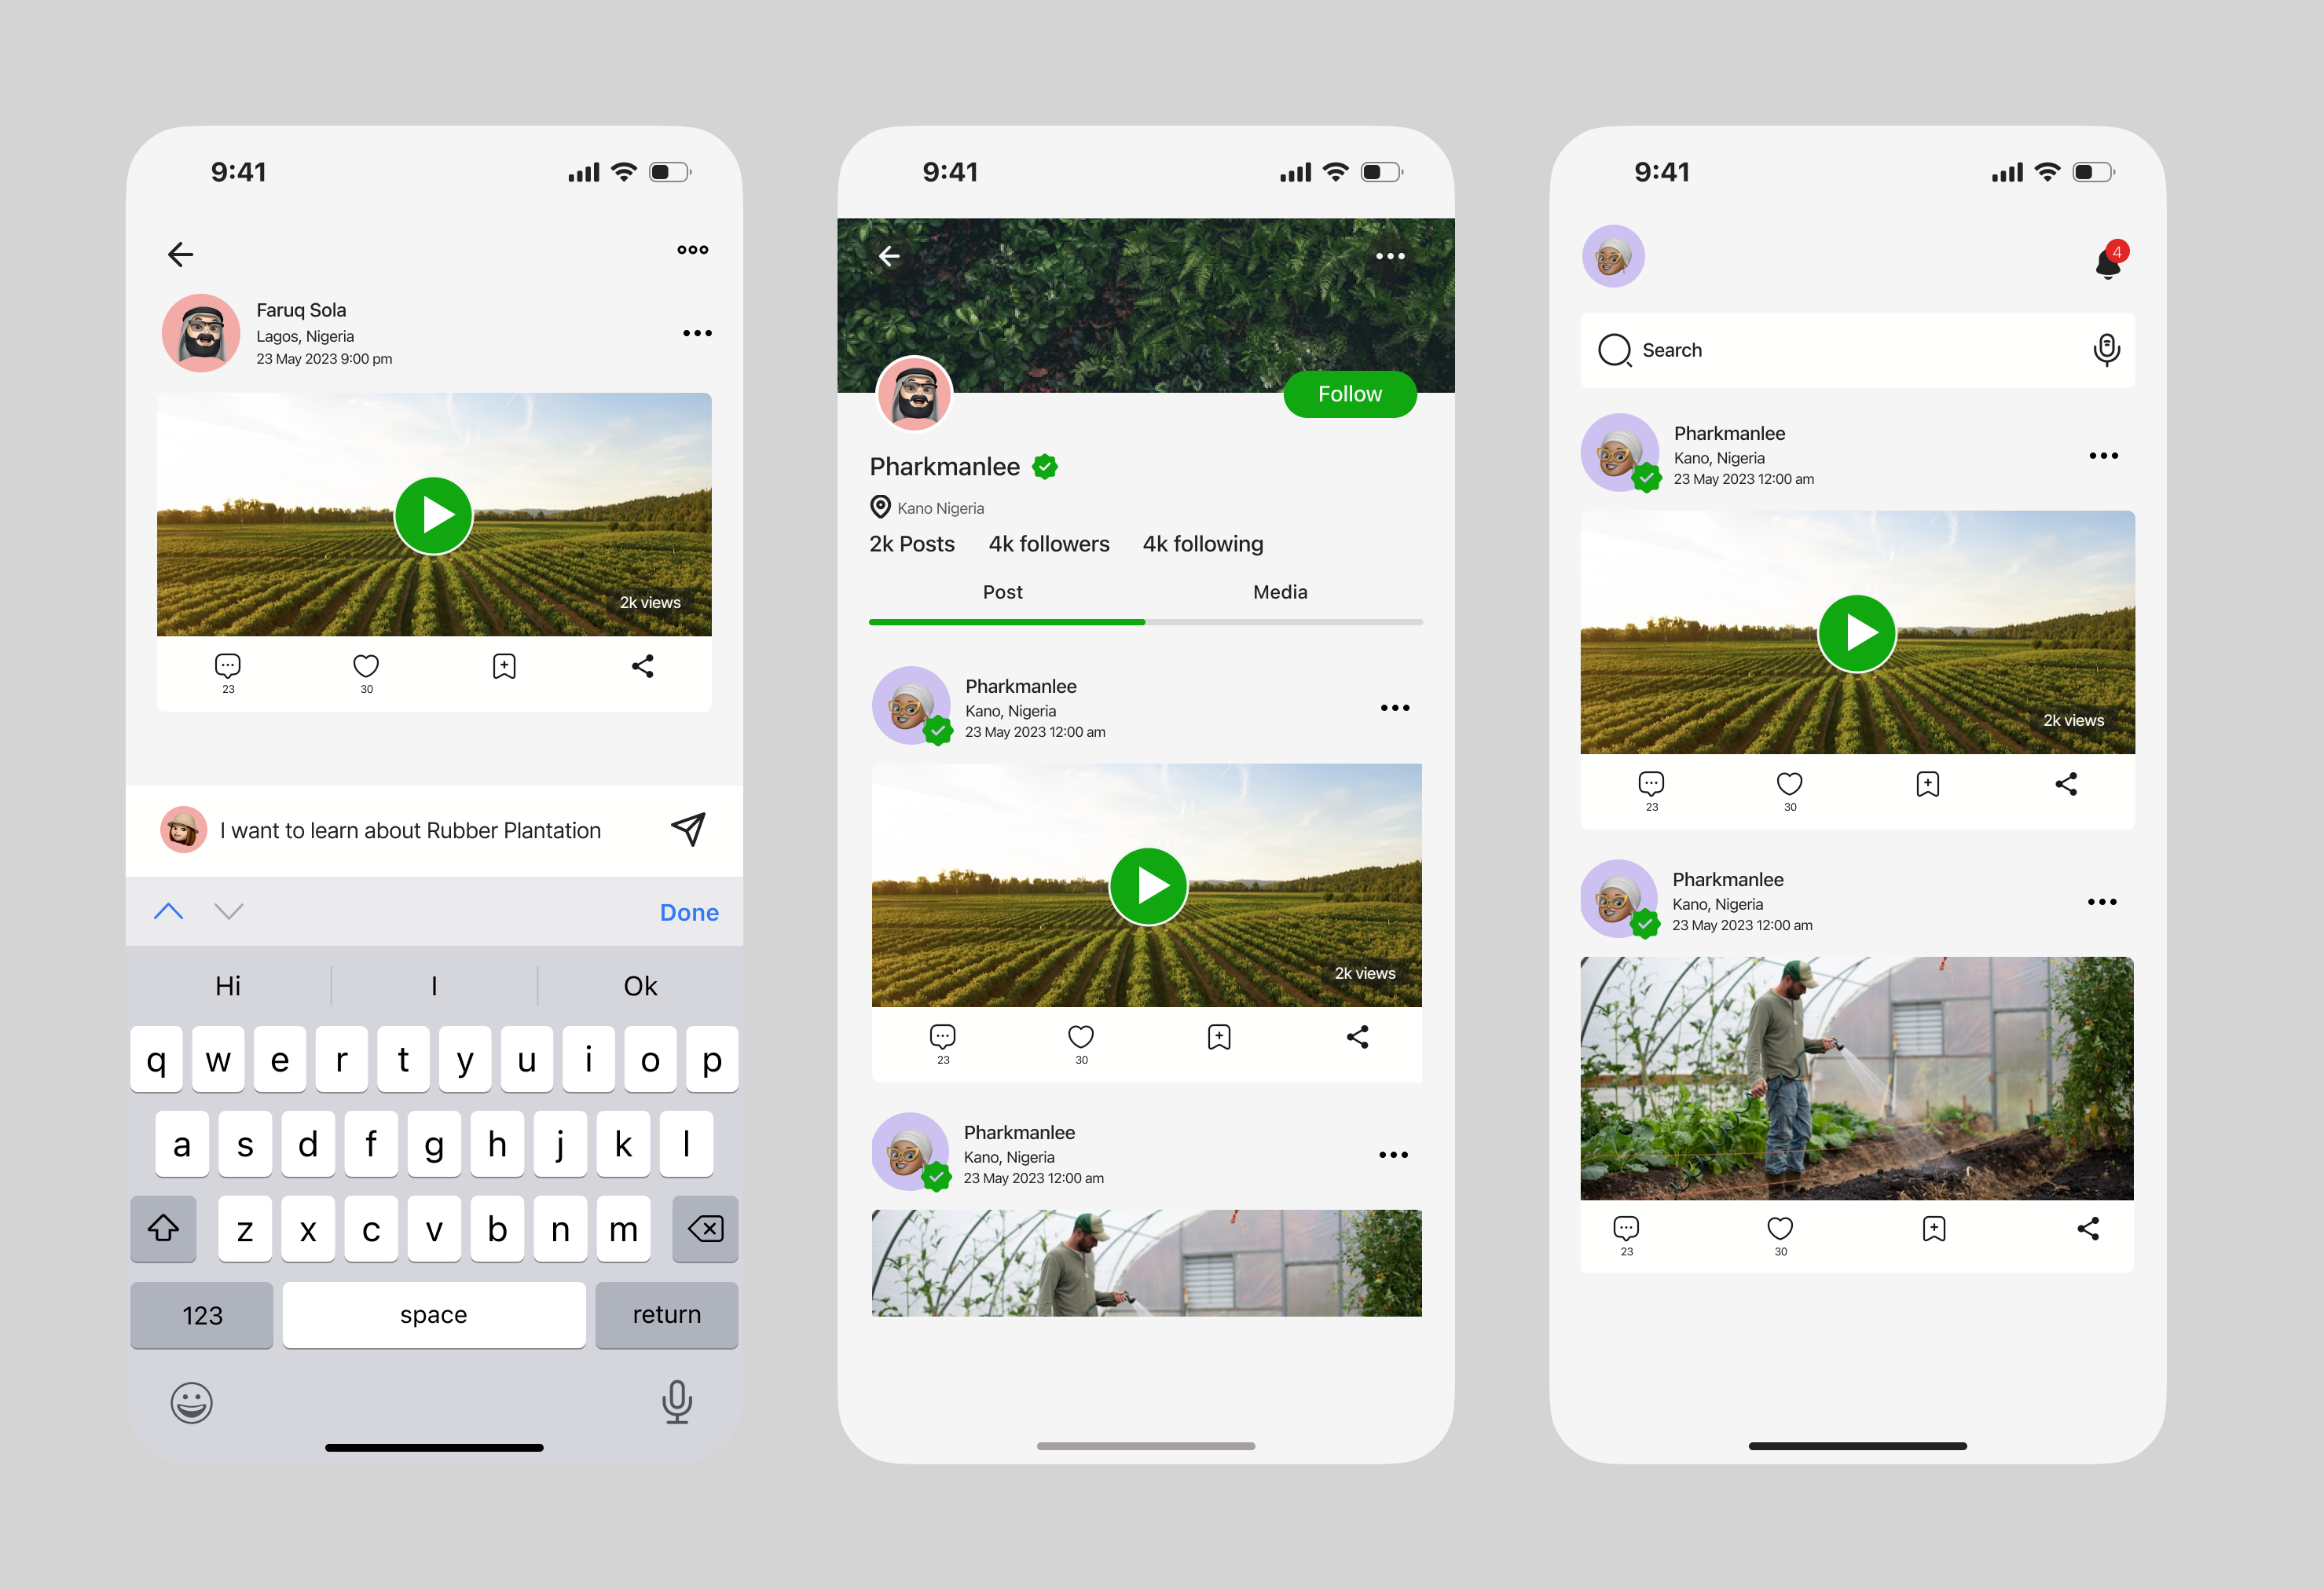 9:41
Faruq Sola
Lagos, Nigeria
23 May 2023 9:00 pm
2k views
23
30
I want to learn about Rubber Plantation
Done
Hi
I
Ok
q w e r t y u i o p
a s d f g h j k l
z x c v b n m
123
space
return
9:41
Follow
Pharkmanlee
Kano Nigeria
2k Posts
4k followers
4k following
Post
Media
Pharkmanlee
Kano, Nigeria
23 May 2023 12:00 am
2k views
23
30
Pharkmanlee
Kano, Nigeria
23 May 2023 12:00 am
9:41
4
Search
Pharkmanlee
Kano, Nigeria
23 May 2023 12:00 am
2k views
23
30
Pharkmanlee
Kano, Nigeria
23 May 2023 12:00 am
23
30